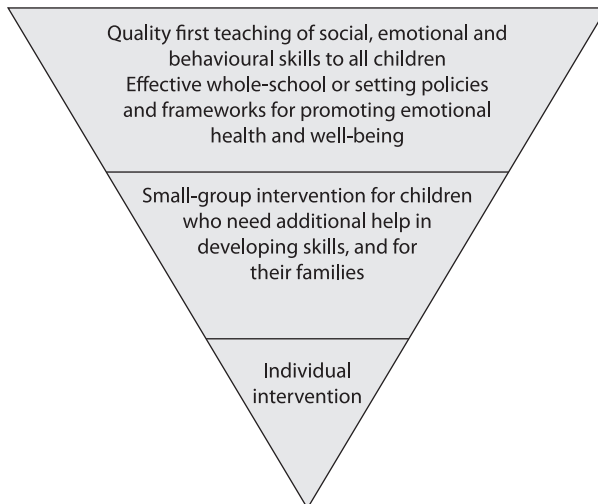 Quality first teaching of social, emotional and
behavioural skills to all children
Effective whole-school or setting policies
and frameworks for promoting emotional
health and well-being
Small-group intervention for children
who need additional help in
developing skills, and for
their families
Individual
intervention